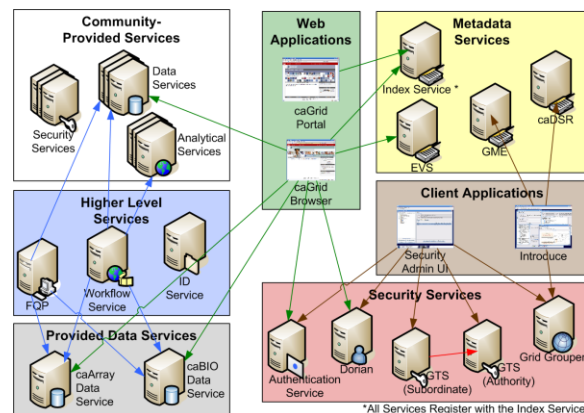 Community-
Provided Services
Data
Services
Security
Services
Analytical
Services
Web
Applications
caGrid
Portal
caGrid
Browser
Metadata
Services
Index Service *
caDSR
EVS
GME
Higher Level
Services
FQP
Workflow
Service
ID
Service
Client Applications
Security
Admin UI
Introduce
Provided Data Services
caArray
Data
Service
caBIO
Data
Service
Security Services
Authentication
Service
Dorian
GTS
(Subordinate)
GTS
(Authority)
Grid Grouper
*All Services Register with the Index Service